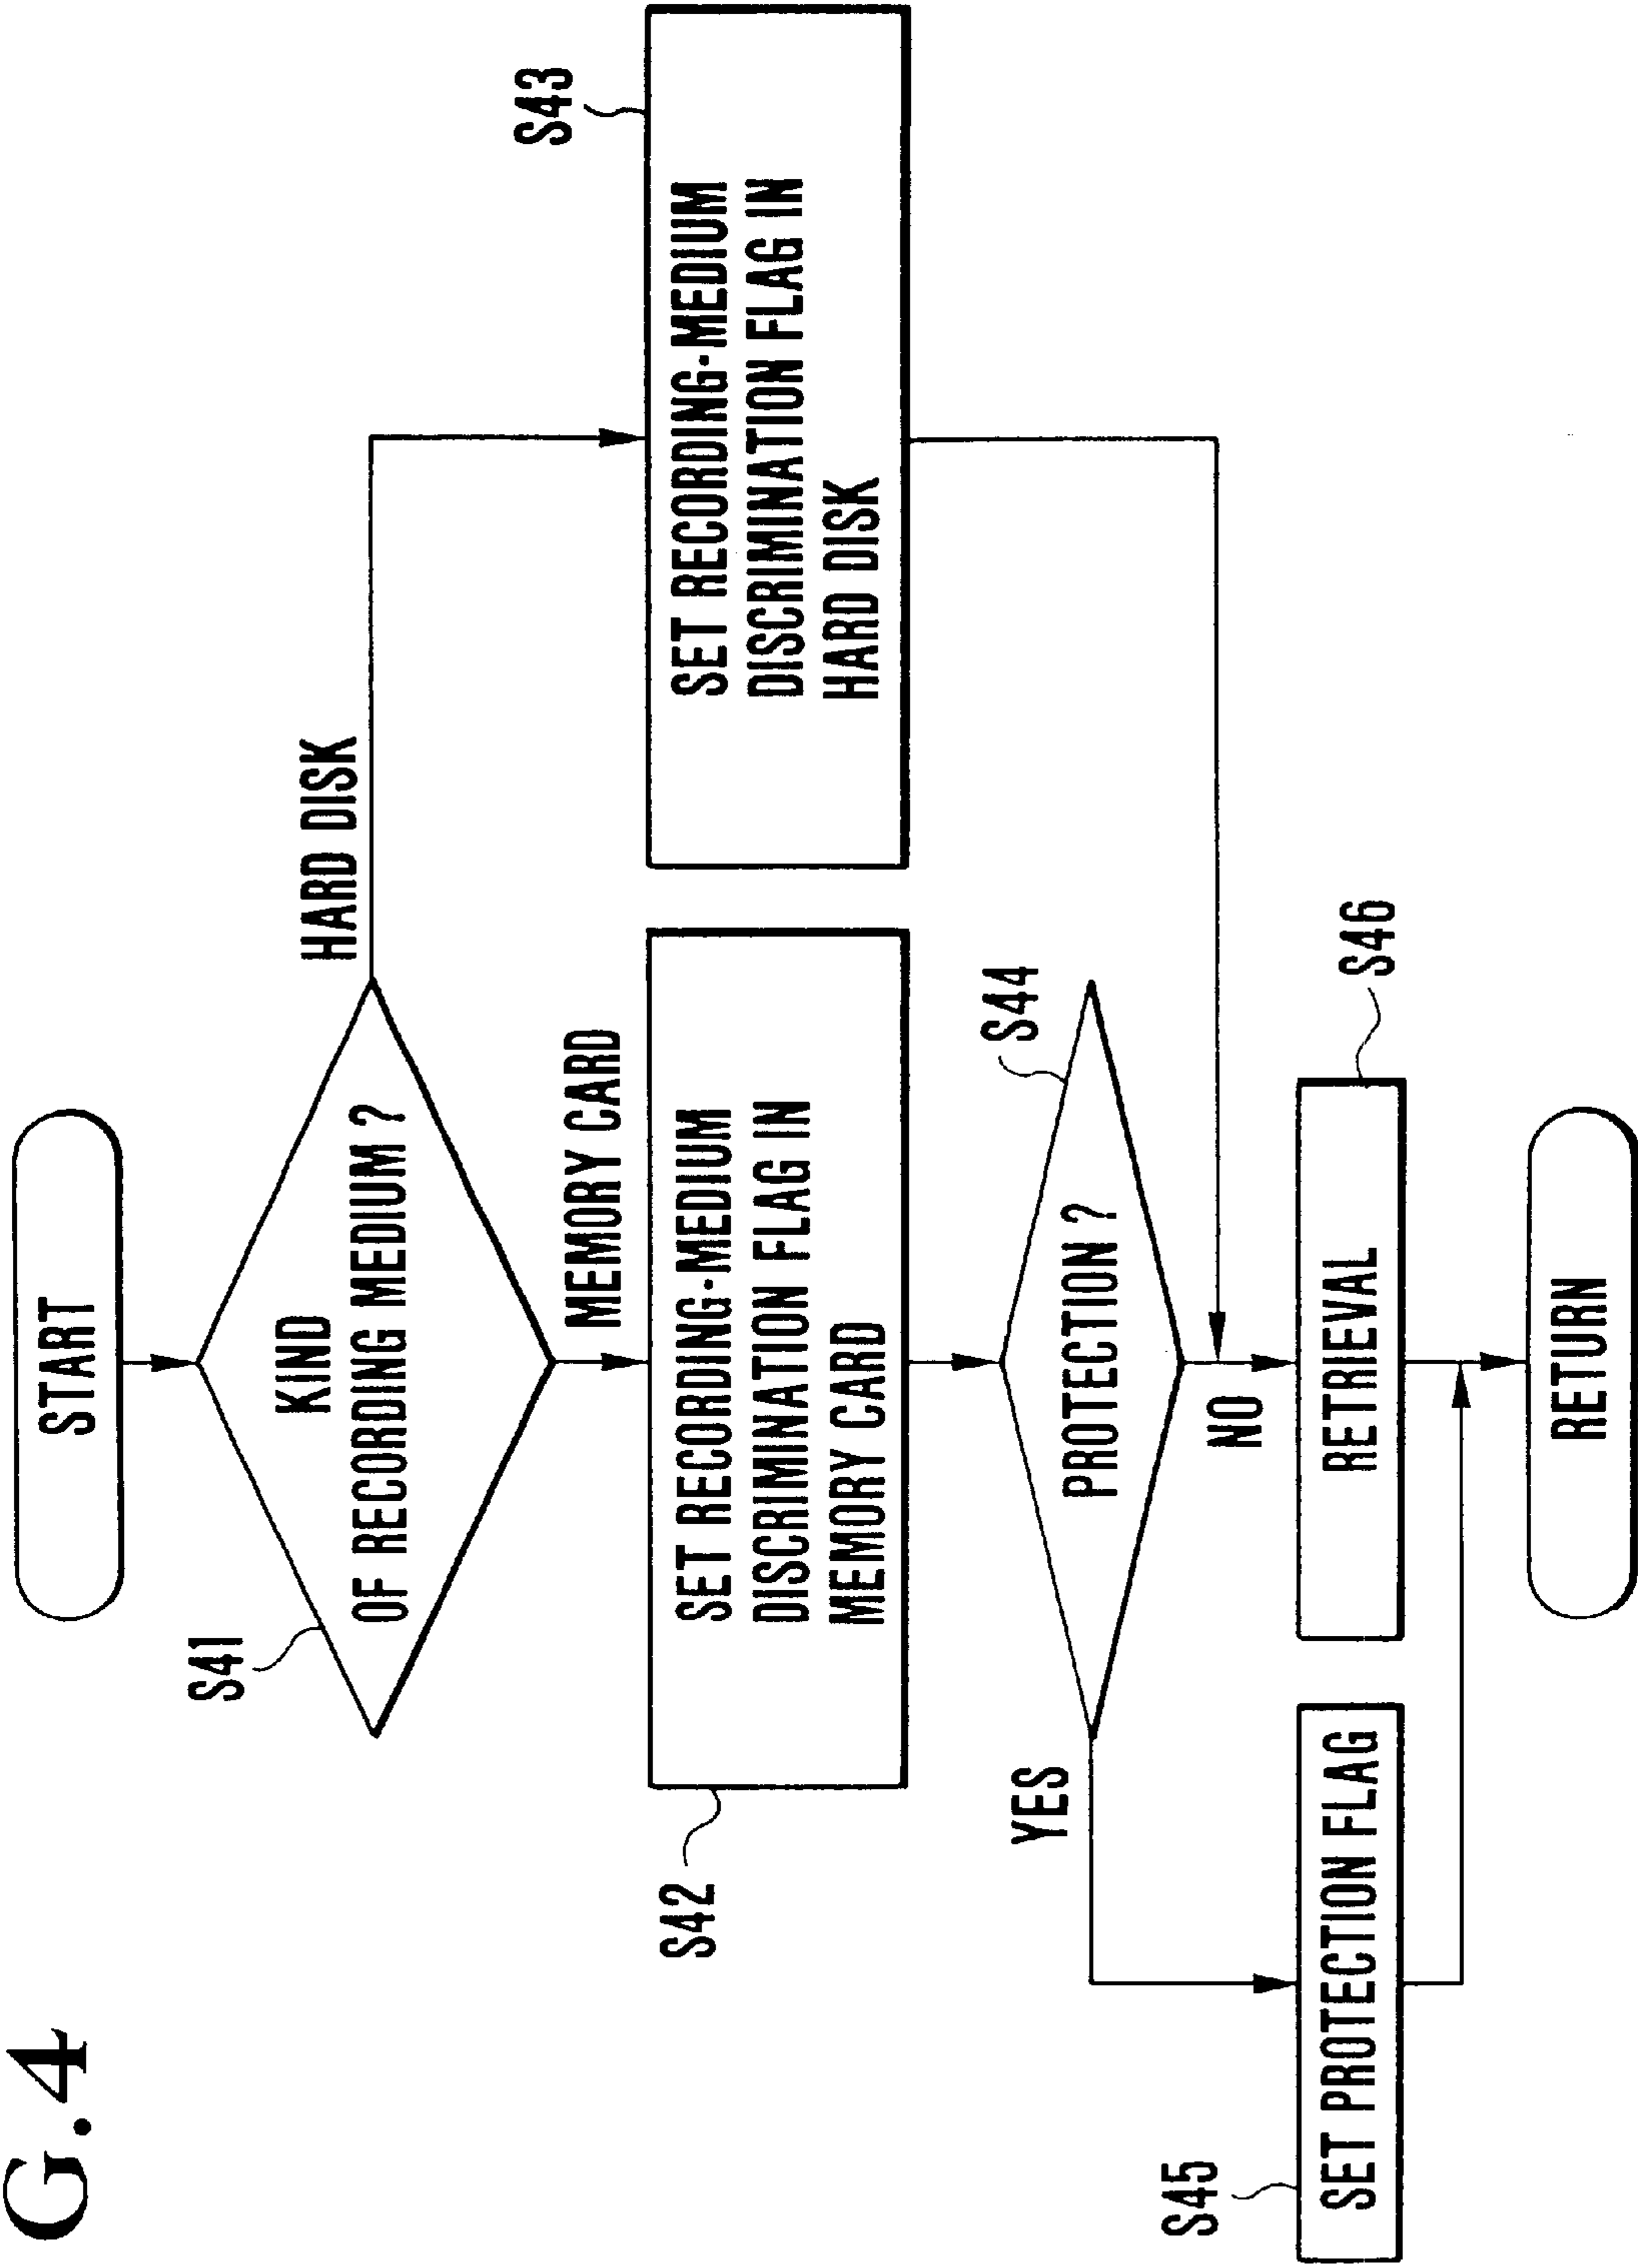 G.4
START
S41
KIND
OF RECORDING MEDIUM ?
HARD DISK
MEMORY CARD
S42
SET RECORDING-MEDIUM
DISCRIMINATION FLAG IN
MEMORY CARD
S43
SET RECORDING-MEDIUM
DISCRIMINATION FLAG IN
HARD DISK
S44
PROTECTION ?
YES
NO
S45
SET PROTECTION FLAG
S46
RETRIEVAL
RETURN